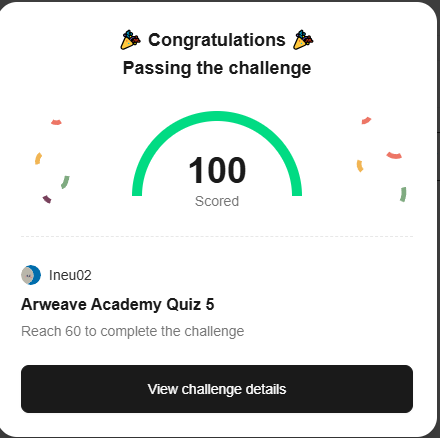 🎉 Congratulations 🎉
Passing the challenge
100
Scored
Ineu02
Arweave Academy Quiz 5
Reach 60 to complete the challenge
View challenge details